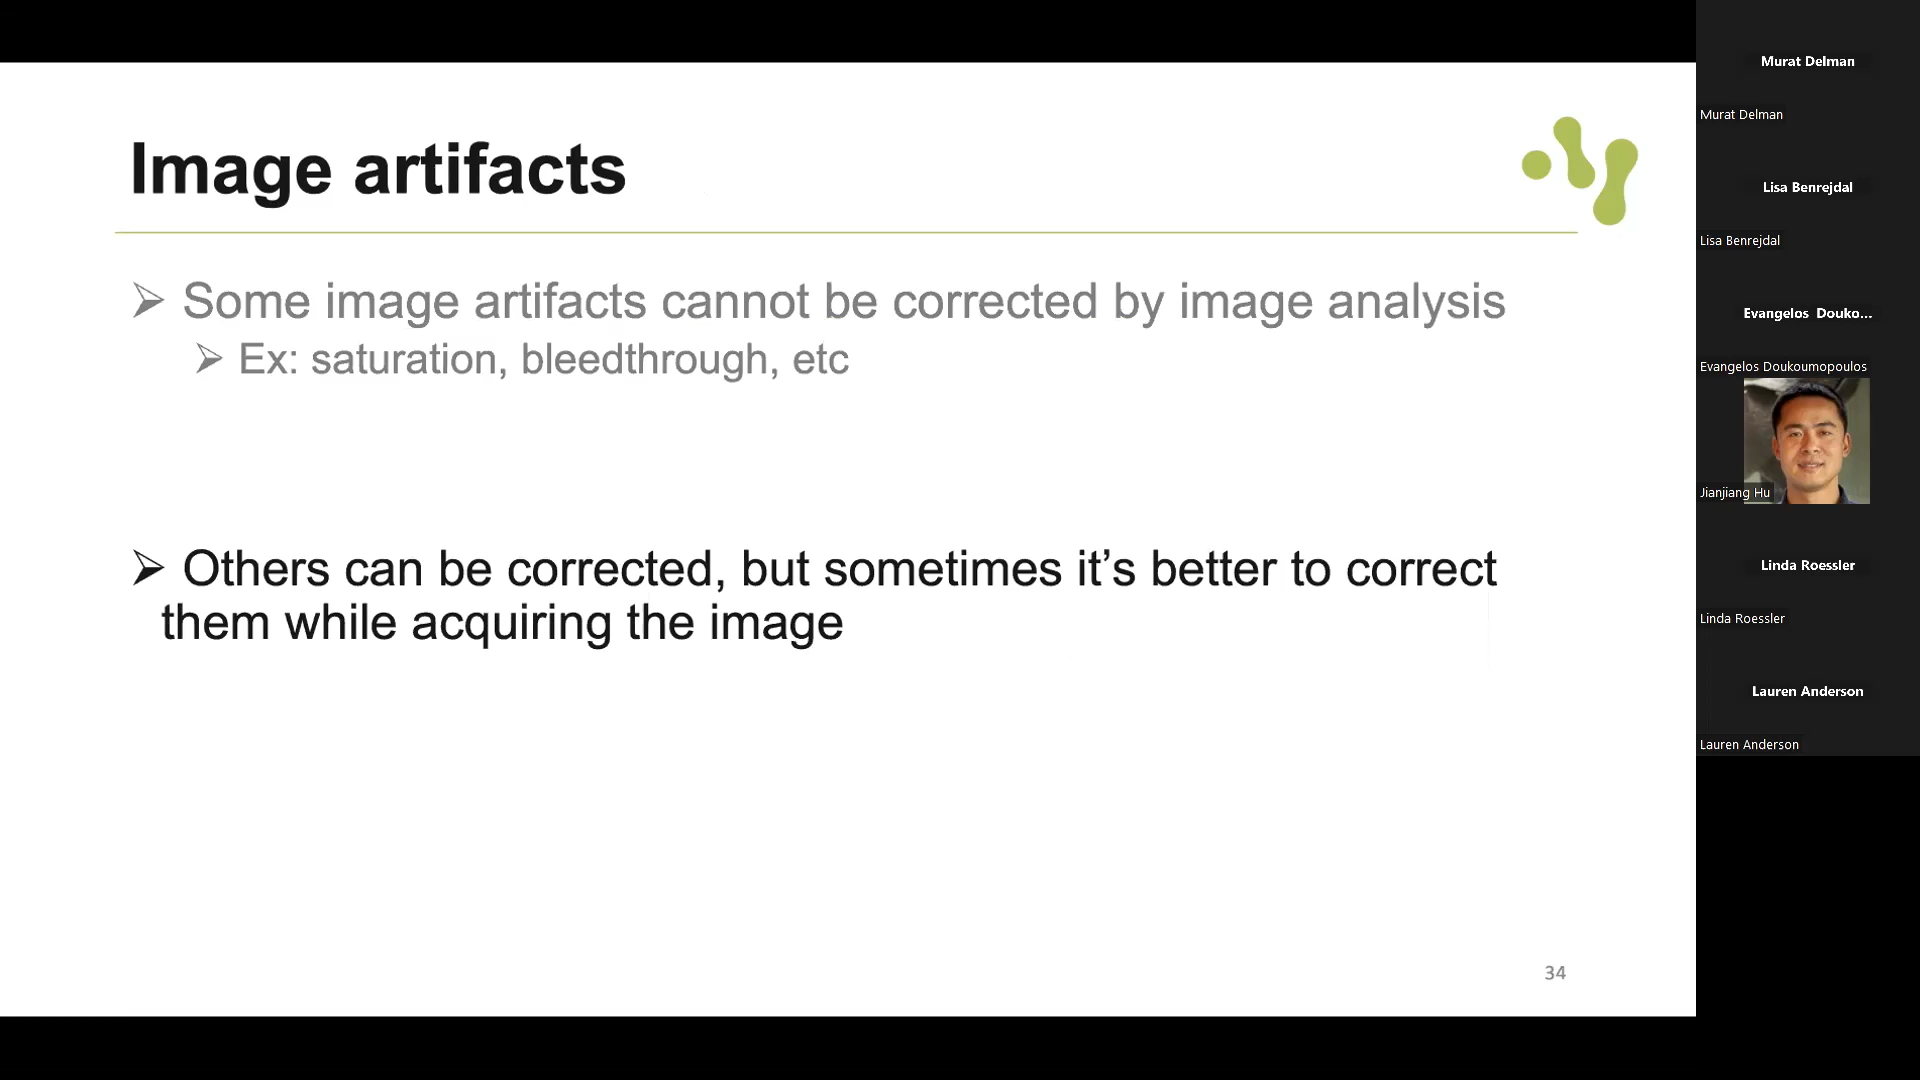 Image artifacts
➢ Some image artifacts cannot be corrected by image analysis
➢ Ex: saturation, bleedthrough, etc
➢ Others can be corrected, but sometimes it’s better to correct
them while acquiring the image
34
Murat Delman
Murat Delman
Lisa Benrejdal
Lisa Benrejdal
Evangelos Douko...
Evangelos Doukoumopoulos
Jianjiang Hu
Linda Roessler
Linda Roessler
Lauren Anderson
Lauren Anderson